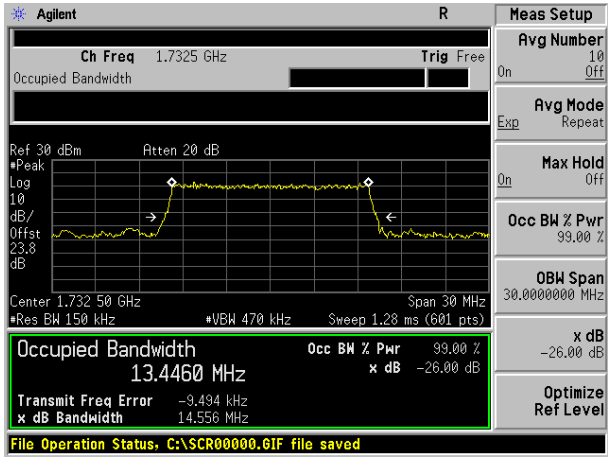 Agilent R Meas Setup
Avg Number
10
On Off
Ch Freq 1.7325 GHz Trig Free
Occupied Bandwidth
Avg Mode
Exp Repeat
Ref 30 dBm Atten 20 dB
#Peak
Log
10
dB/
Offst
23.8
dB
Max Hold
On Off
Occ BW % Pwr
99.00 %
OBW Span
30.0000000 MHz
Center 1.732 50 GHz Span 30 MHz
#Res BW 150 kHz #VBW 470 kHz Sweep 1.28 ms (601 pts)
x dB
-26.00 dB
Occupied Bandwidth Occ BW % Pwr 99.00 %
13.4460 MHz x dB -26.00 dB
Transmit Freq Error -9.494 kHz
x dB Bandwidth 14.556 MHz
Optimize
Ref Level
File Operation Status, C:\SCR00000.GIF file saved